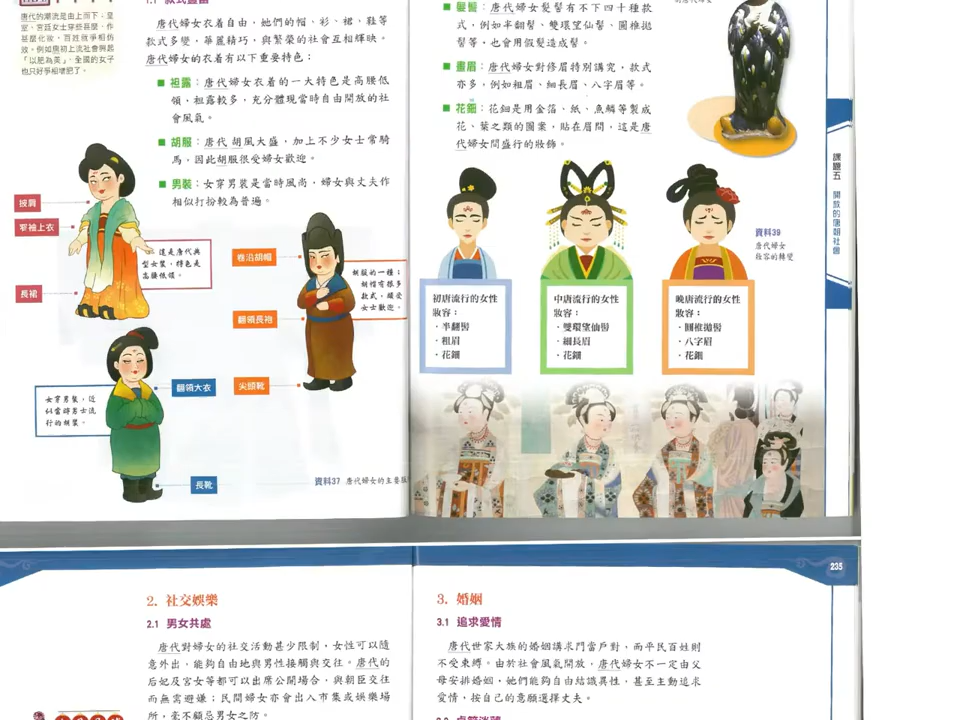 唐代的潮流是由上而下，皇
室、宮廷女士穿些甚麼、作
甚麼化妝，百姓就爭相仿
效。例如唐初上流社會興起
「以肥為美」，全國的女子
也只好爭相增肥了。
唐代婦女衣着自由，她們的帽、衫、裙、鞋等
款式多變，華麗精巧，與繁榮的社會互相輝映。
唐代婦女的衣着有以下重要特色：
袒露：唐代婦女衣着的一大特色是高腰低
領，袒露較多，充分體現當時自由開放的社
會風氣。
胡服：唐代胡風大盛，加上不少女士常騎
馬，因此胡服很受婦女歡迎。
男裝：女穿男裝是當時風尚，婦女與丈夫作
相似打扮較為普遍。
披肩
窄袖上衣
長裙
這是唐代典
型女裝，特色是
高腰低領。
卷沿胡帽
翻領長袍
尖頭靴
胡服的一種；
胡帽有很多
款式，頗受
女士歡迎。
女穿男裝，近
似當時男士流
行的胡裝。
翻領大衣
長靴
資料37 唐代婦女的主要服
髮髻：唐代婦女髮髻有不下四十種款
式，例如半翻髻、雙環望仙髻、圓椎拋
髻等，也會用假髮造成髻。
畫眉：唐代婦女對修眉特別講究，款式
亦多，例如粗眉、細長眉、八字眉等。
花鈿：花鈿是用金箔、紙、魚鱗等製成
花、葉之類的圖案，貼在眉間，這是唐
代婦女間盛行的妝飾。
資料39
唐代婦女
妝容的轉變
初唐流行的女性
妝容：
·半翻髻
·粗眉
·花鈿
中唐流行的女性
妝容：
·雙環望仙髻
·細長眉
·花鈿
晚唐流行的女性
妝容：
·圓椎拋髻
·八字眉
·花鈿
課題五 開放的唐朝社會
235
2. 社交娛樂
2.1 男女共處
唐代對婦女的社交活動甚少限制，女性可以隨
意外出，能夠自由地與男性接觸與交往。唐代的
后妃及宮女等都可以出席公開場合，與朝臣交往
而無需避嫌；民間婦女亦會出入市集或娛樂場
所，毫不顧忌男女之防。
3. 婚姻
3.1 追求愛情
唐代世家大族的婚姻講求門當戶對，而平民百姓則
不受束縛。由於社會風氣開放，唐代婦女不一定由父
母安排婚姻，她們能夠自由結識異性，甚至主動追求
愛情，按自己的意願選擇丈夫。